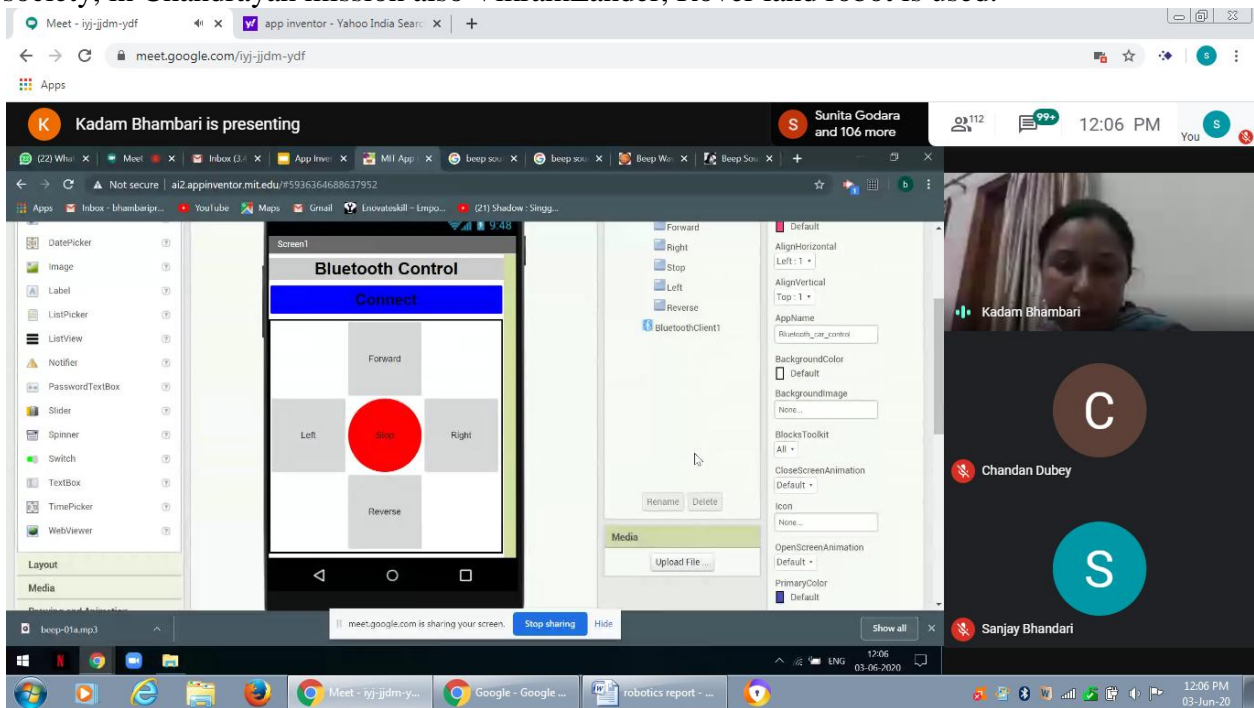 society, in Chandrayan mission also VikramLander, Rover land robot is used.
Meet - iyj-jjdm-ydf
app inventor - Yahoo India Searc
meet.google.com/iyj-jjdm-ydf
Apps
K
Kadam Bhambari is presenting
S
Sunita Godara
and 106 more
112
99+
12:06 PM
You
S
(22) What
Meet
Inbox (3,
App Inver
MIT App I
beep sou
beep sou
Beep Wa
Beep Sou
Not secure | ai2.appinventor.mit.edu/#5936364688637952
b
Apps
Inbox - bhambaripr...
YouTube
Maps
Gmail
Enovateskill – Empo...
(21) Shadow : Singg...
DatePicker
Image
Label
ListPicker
ListView
Notifier
PasswordTextBox
Slider
Spinner
Switch
TextBox
TimePicker
WebViewer
Layout
Media
Drawing and Animation
9:48
Screen1
Bluetooth Control
Connect
Forward
Left
Stop
Right
Reverse
Forward
Right
Stop
Left
Reverse
BluetoothClient1
Rename
Delete
Media
Upload File ...
Default
AlignHorizontal
Left : 1
AlignVertical
Top : 1
AppName
Bluetooth_car_control
BackgroundColor
Default
BackgroundImage
None...
BlocksToolkit
All
CloseScreenAnimation
Default
Icon
None...
OpenScreenAnimation
Default
PrimaryColor
Default
Kadam Bhambari
C
Chandan Dubey
S
Sanjay Bhandari
meet.google.com is sharing your screen.
Stop sharing
Hide
beep-01a.mp3
Show all
ENG
12:06
03-06-2020
Meet - iyj-jjdm-y...
Google - Google ...
robotics report - ...
12:06 PM
03-Jun-20